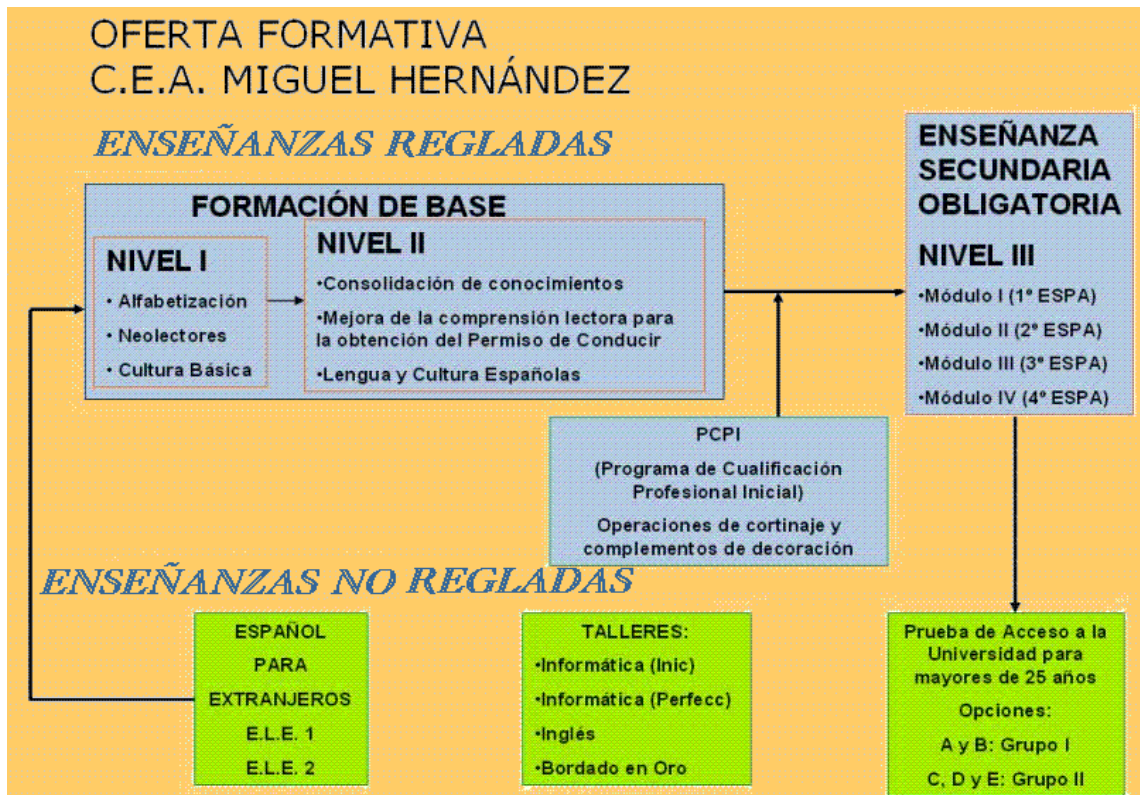 OFERTA FORMATIVA
C.E.A. MIGUEL HERNÁNDEZ
ENSEÑANZAS REGLADAS
FORMACIÓN DE BASE
NIVEL I
• Alfabetización
• Neolectores
• Cultura Básica
NIVEL II
•Consolidación de conocimientos
•Mejora de la comprensión lectora para
la obtención del Permiso de Conducir
•Lengua y Cultura Españolas
ENSEÑANZA
SECUNDARIA
OBLIGATORIA
NIVEL III
•Módulo I (1º ESPA)
•Módulo II (2º ESPA)
•Módulo III (3º ESPA)
•Módulo IV (4º ESPA)
PCPI
(Programa de Cualificación
Profesional Inicial)
Operaciones de cortinaje y
complementos de decoración
ENSEÑANZAS NO REGLADAS
ESPAÑOL
PARA
EXTRANJEROS
E.L.E. 1
E.L.E. 2
TALLERES:
•Informática (Inic)
•Informática (Perfecc)
•Inglés
•Bordado en Oro
Prueba de Acceso a la
Universidad para
mayores de 25 años
Opciones:
A y B: Grupo I
C, D y E: Grupo II